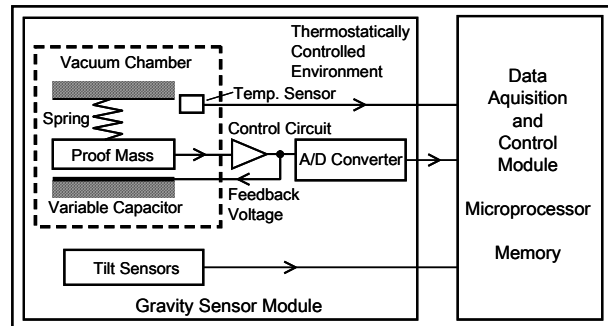 Thermostatically
Controlled
Environment
Vacuum Chamber
Temp. Sensor
Spring
Control Circuit
Proof Mass
A/D Converter
Feedback
Voltage
Variable Capacitor
Tilt Sensors
Gravity Sensor Module
Data
Aquisition
and
Control
Module
Microprocessor
Memory